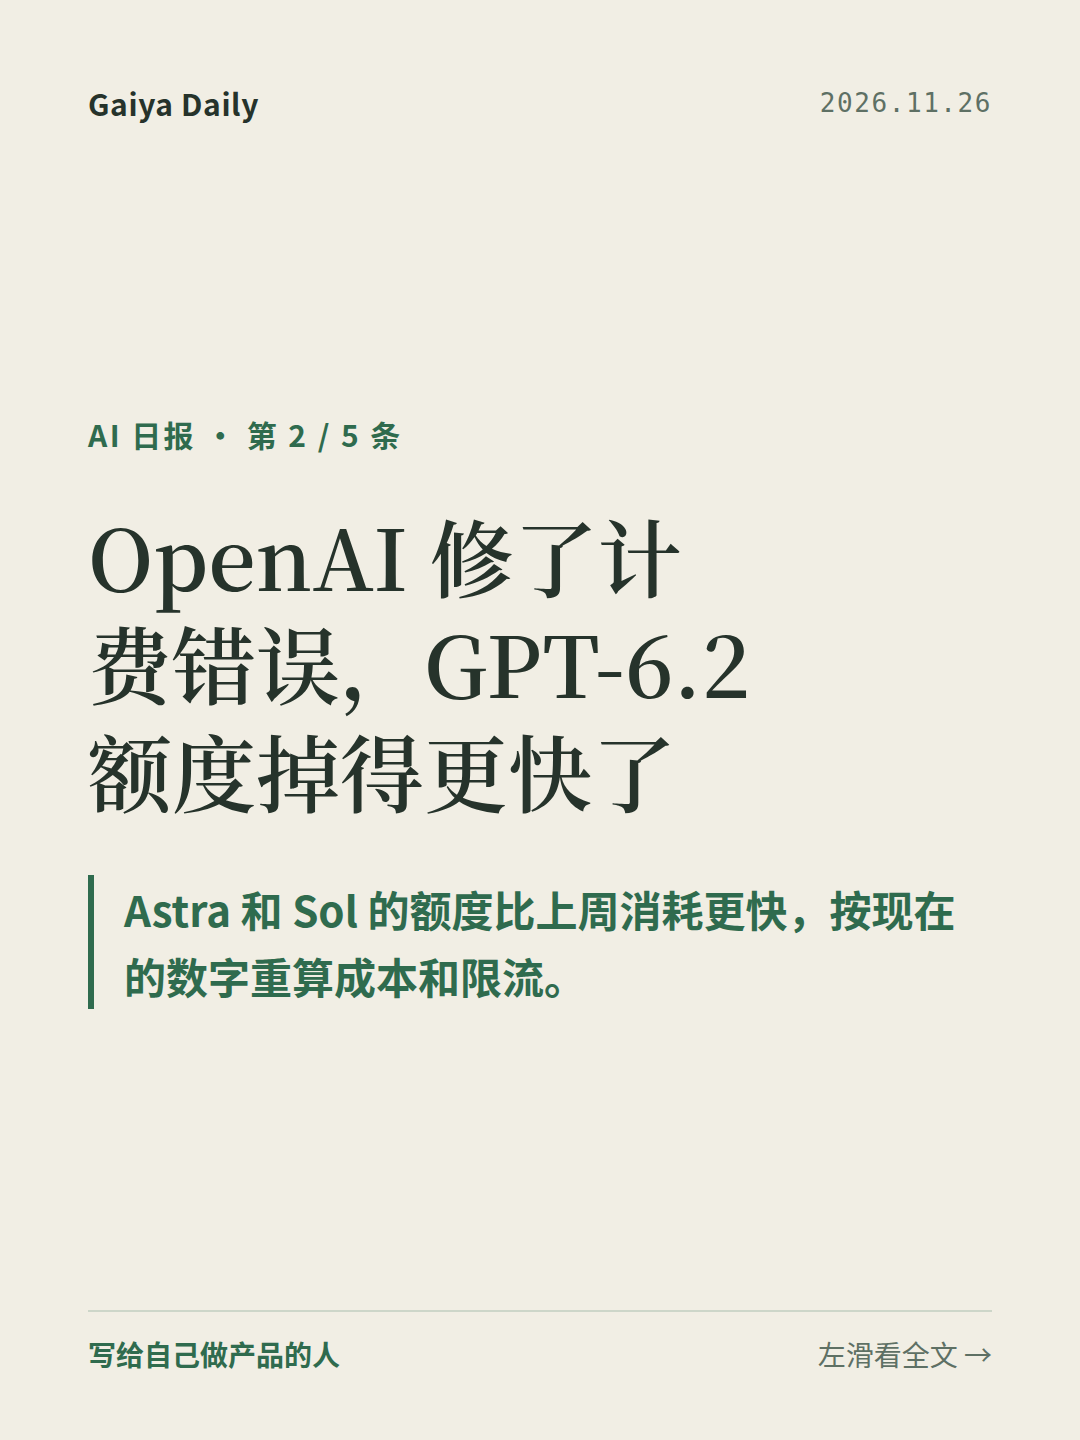 Gaiya Daily
2026.11.26
AI 日报 · 第 2 / 5 条
OpenAI 修了计
费错误，GPT-6.2
额度掉得更快了
Astra 和 Sol 的额度比上周消耗更快，按现在
的数字重算成本和限流。
写给自己做产品的人
左滑看全文 →